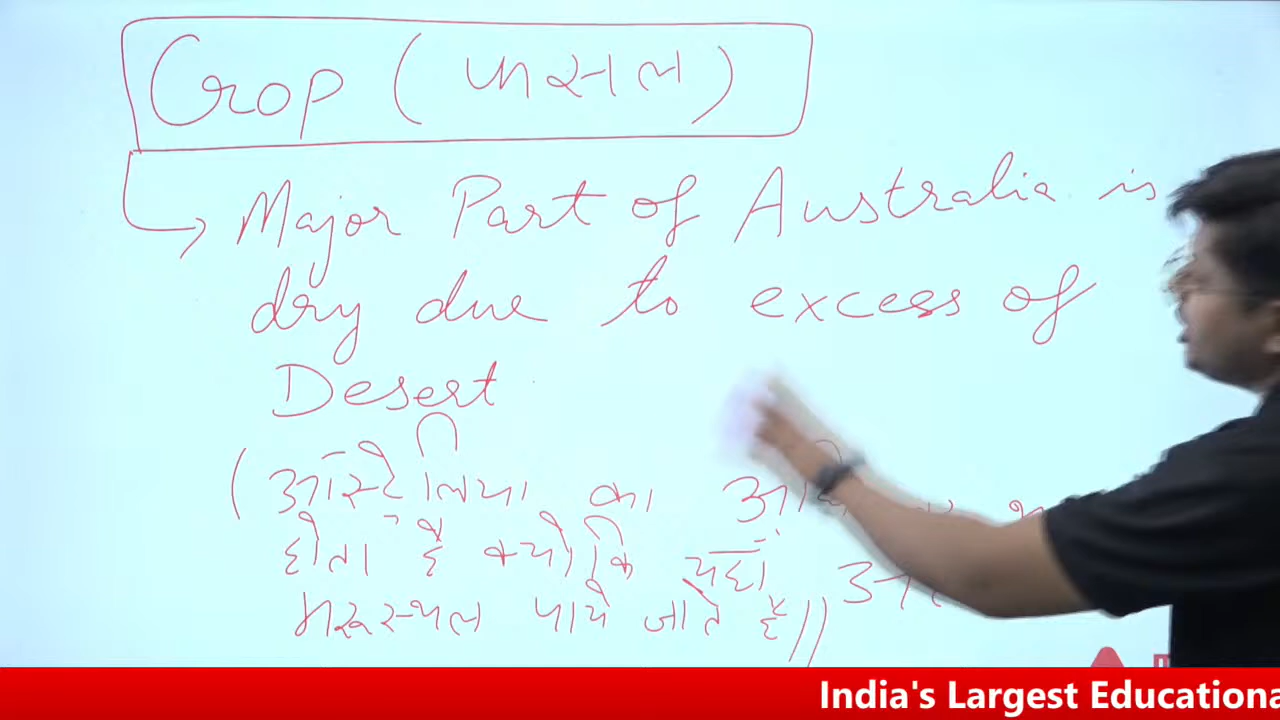 Crop (फसल)
Major Part of Australia is
dry due to excess of
Desert
(आस्ट्रेलिया का
होता है क्योंकि यहाँ
मरुस्थल पाये जाते है//
India's Largest Educationa